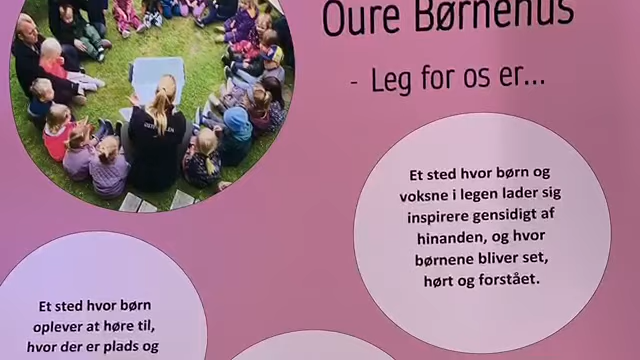 Oure Børnehus
- Leg for os er...
Et sted hvor børn og
voksne i legen lader sig
inspirere gensidigt af
hinanden, og hvor
børnene bliver set,
hørt og forstået.
Et sted hvor børn
oplever at høre til,
hvor der er plads og